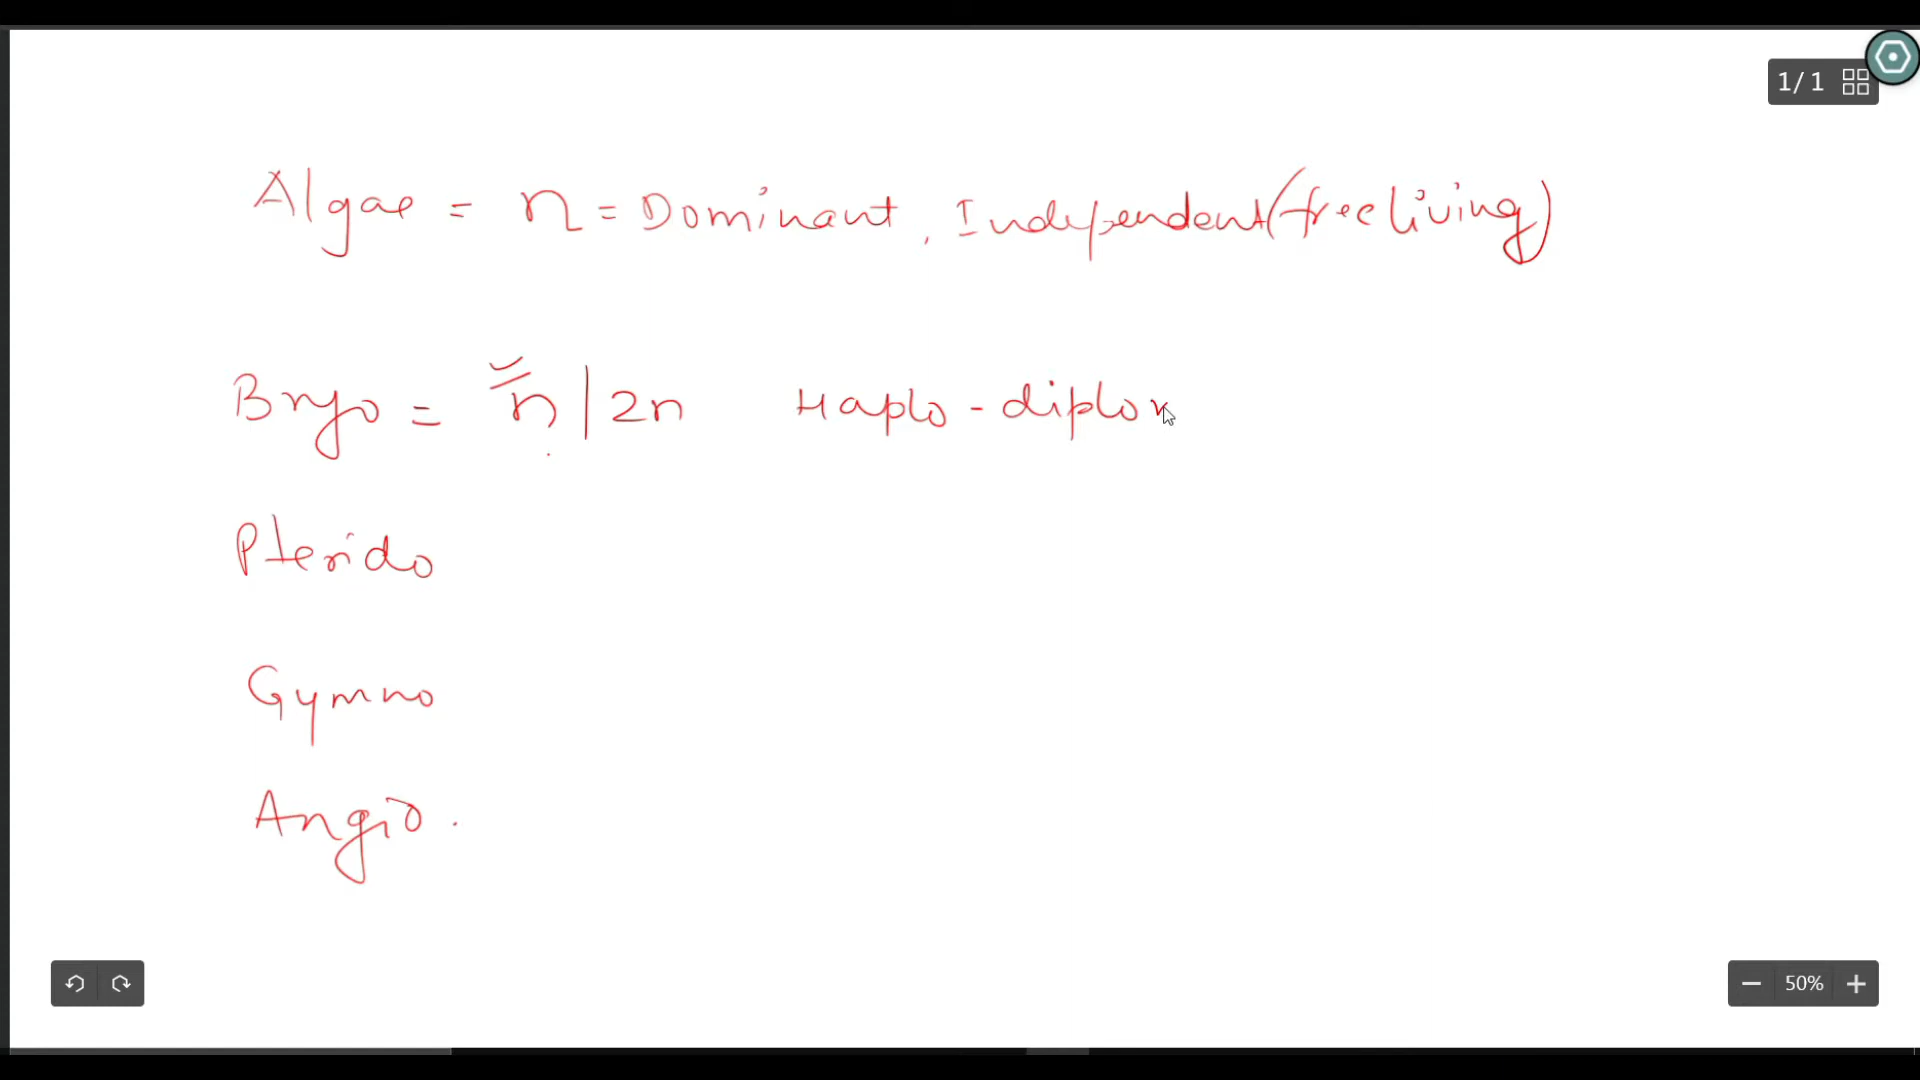 1/1
Algae = n = Dominant, Independent (free living)
Bryo = n | 2n Haplo-diplon
Pterido
Gymno
Angio.
50%